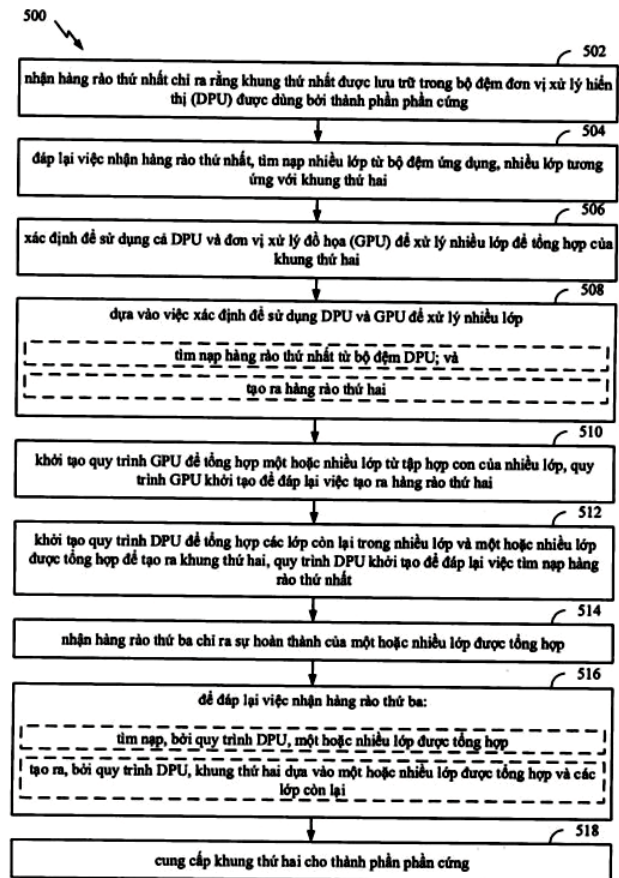 500
502
nhận hàng rào thứ nhất chỉ ra rằng khung thứ nhất được lưu trữ trong bộ đệm đơn vị xử lý hiển
thị (DPU) được dùng bởi thành phần phần cứng
504
đáp lại việc nhận hàng rào thứ nhất, tìm nạp nhiều lớp từ bộ đệm ứng dụng, nhiều lớp tương
ứng với khung thứ hai
506
xác định để sử dụng cả DPU và đơn vị xử lý đồ họa (GPU) để xử lý nhiều lớp để tổng hợp của
khung thứ hai
508
dựa vào việc xác định để sử dụng DPU và GPU để xử lý nhiều lớp
tìm nạp hàng rào thứ nhất từ bộ đệm DPU; và
tạo ra hàng rào thứ hai
510
khởi tạo quy trình GPU để tổng hợp một hoặc nhiều lớp từ tập hợp con của nhiều lớp, quy
trình GPU khởi tạo để đáp lại việc tạo ra hàng rào thứ hai
512
khởi tạo quy trình DPU để tổng hợp các lớp còn lại trong nhiều lớp và một hoặc nhiều lớp
được tổng hợp để tạo ra khung thứ hai, quy trình DPU khởi tạo để đáp lại việc tìm nạp hàng
rào thứ nhất
514
nhận hàng rào thứ ba chỉ ra sự hoàn thành của một hoặc nhiều lớp được tổng hợp
516
để đáp lại việc nhận hàng rào thứ ba:
tìm nạp, bởi quy trình DPU, một hoặc nhiều lớp được tổng hợp
tạo ra, bởi quy trình DPU, khung thứ hai dựa vào một hoặc nhiều lớp được tổng hợp và các
lớp còn lại
518
cung cấp khung thứ hai cho thành phần phần cứng